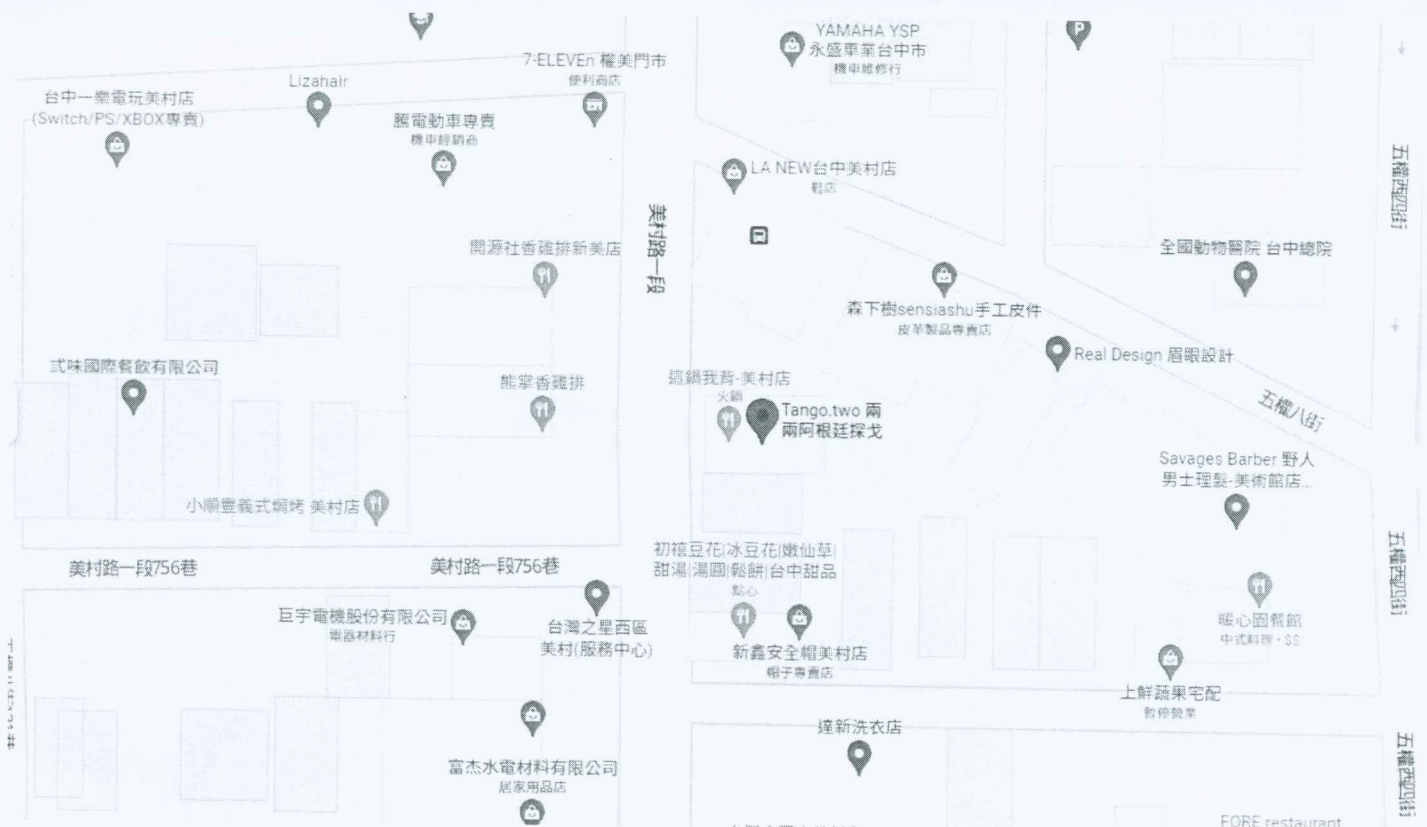 YAMAHA YSP
永盛車業台中市
機車維修行
P
7-ELEVEn 權美門市
便利商店
Lizahair
台中一樂電玩美村店
(Switch/PS/XBOX專賣)
騰電動車專賣
機車經銷商
LA NEW台中美村店
鞋店
五權西四街
美村路一段
開源社香雞排新美店
全國動物醫院 台中總院
森下樹sensiashu手工皮件
皮革製品專賣店
Real Design 眉眼設計
弍味國際餐飲有限公司
熊掌香雞排
這鍋我背-美村店
火鍋
Tango.two 兩
兩阿根廷探戈
五權八街
Savages Barber 野人
男士理髮-美術館店...
小順豐義式焗烤 美村店
初禧豆花|冰豆花|嫩仙草|
甜湯|湯圓|鬆餅|台中甜品
點心
五權西四街
美村路一段756巷
美村路一段756巷
巨宇電機股份有限公司
電器材料行
台灣之星西區
美村(服務中心)
新鑫安全帽美村店
帽子專賣店
暖心園餐館
中式料理・$$
上鮮蔬果宅配
暫停營業
達新洗衣店
五權西四街
富杰水電材料有限公司
居家用品店
FORE restaurant